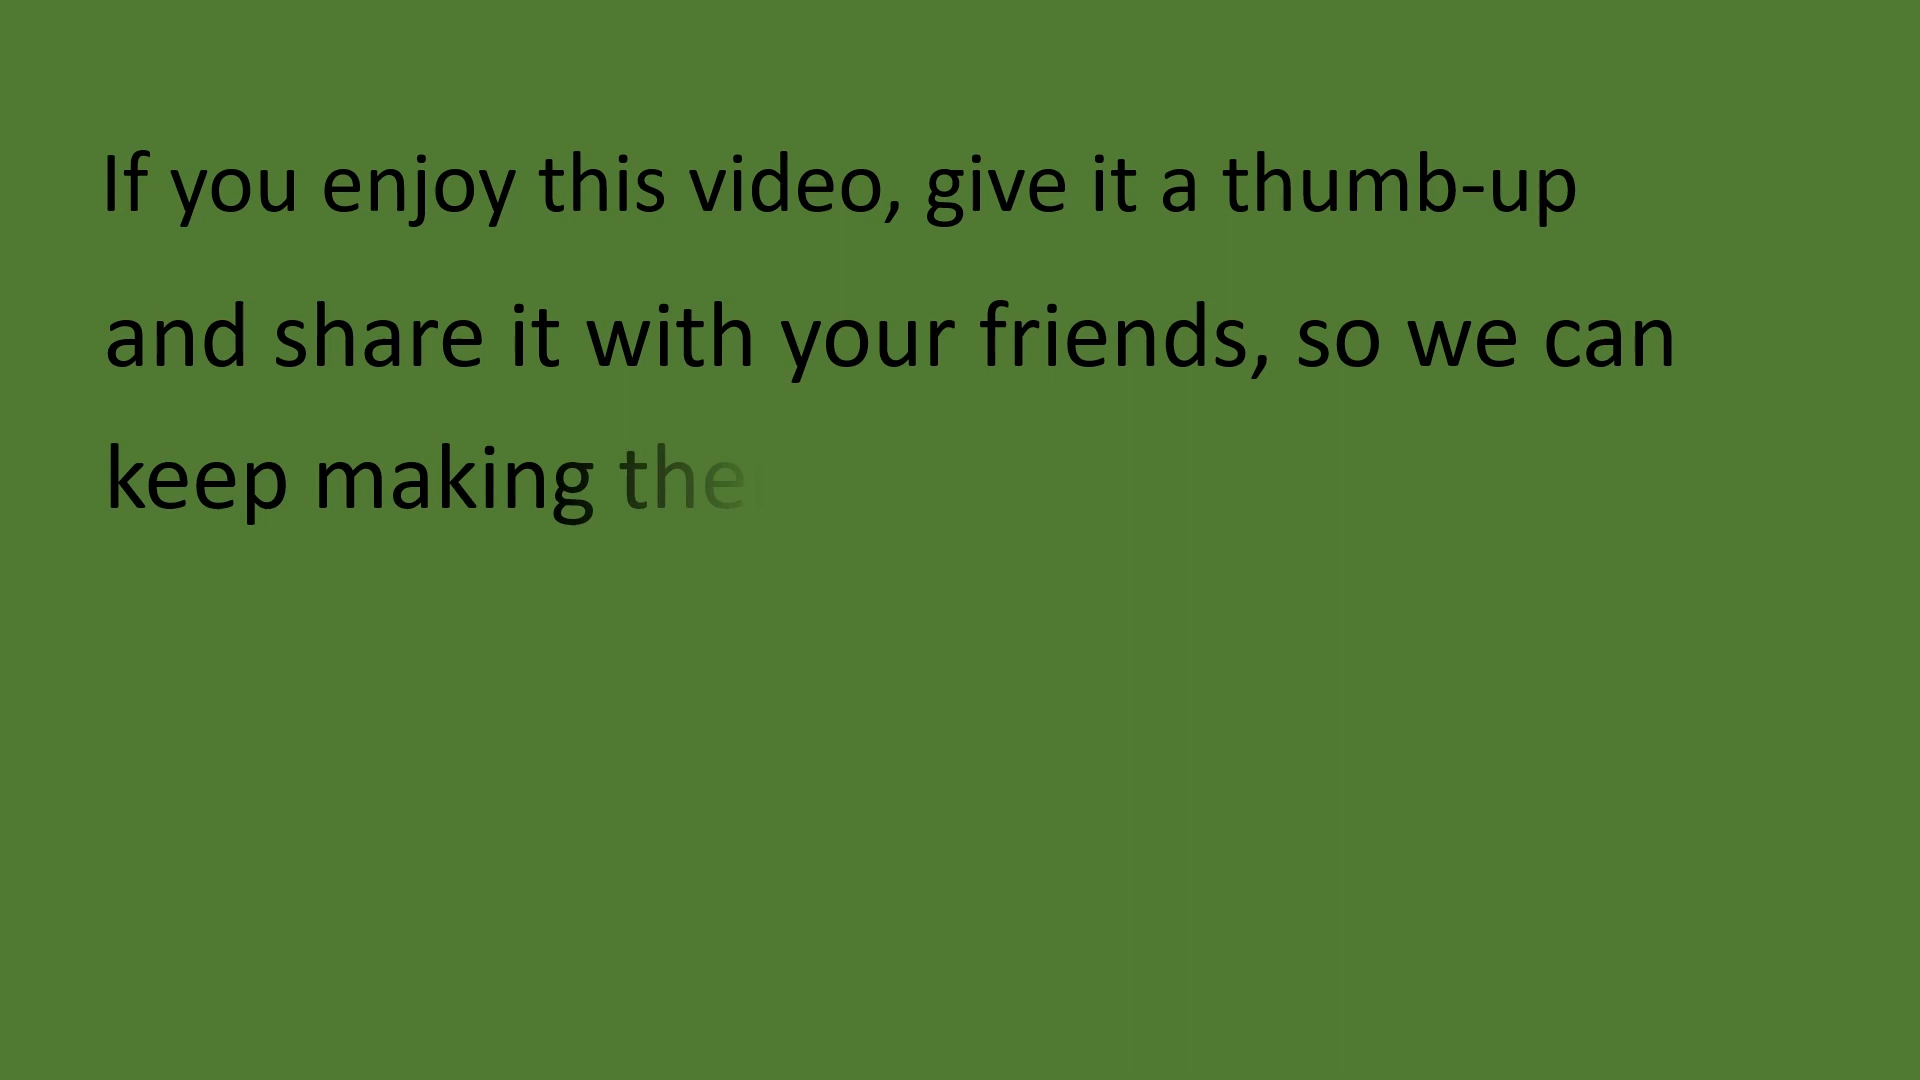 If you enjoy this video, give it a thumb-up
and share it with your friends, so we can
keep making